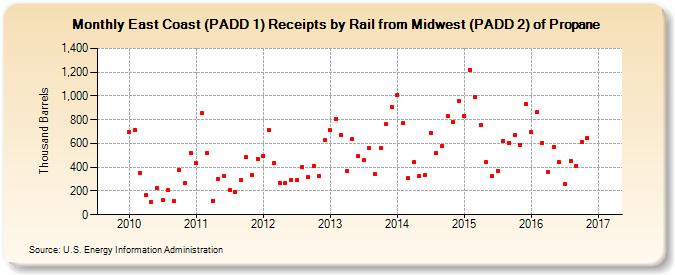 Monthly East Coast (PADD 1) Receipts by Rail from Midwest (PADD 2) of Propane
Thousand Barrels
1,400
1,200
1,000
800
600
400
200
0
2010 2011 2012 2013 2014 2015 2016 2017
Source: U.S. Energy Information Administration